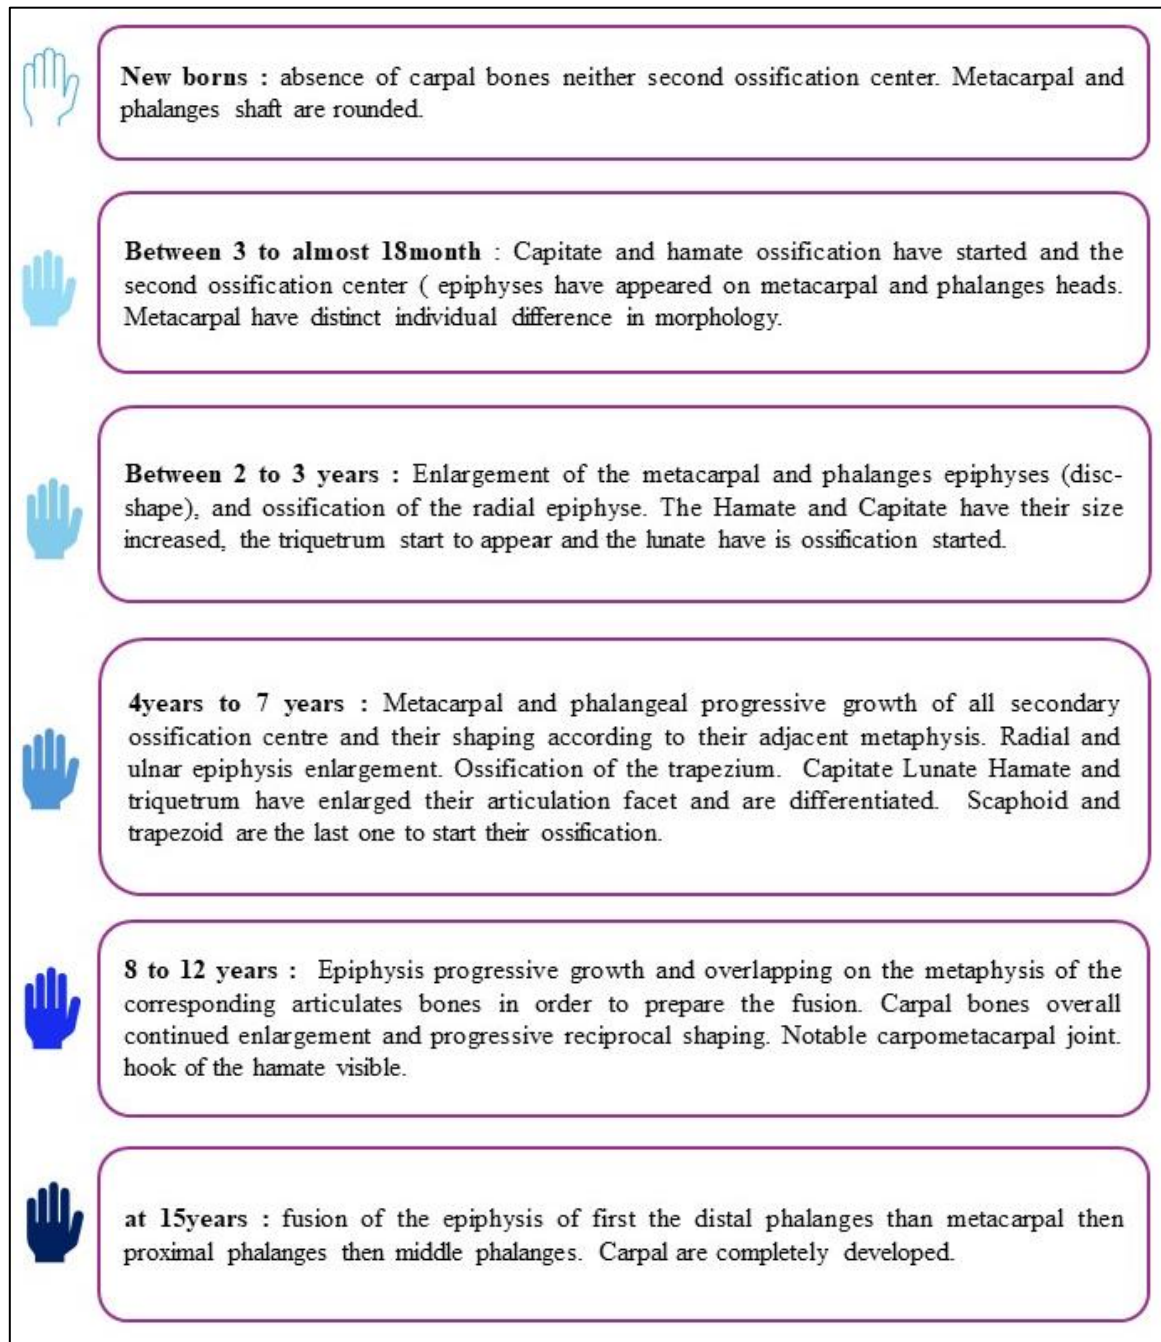 New borns : absence of carpal bones neither second ossification center. Metacarpal and
phalanges shaft are rounded.
Between 3 to almost 18month : Capitate and hamate ossification have started and the
second ossification center ( epiphyses have appeared on metacarpal and phalanges heads.
Metacarpal have distinct individual difference in morphology.
Between 2 to 3 years : Enlargement of the metacarpal and phalanges epiphyses (disc-
shape), and ossification of the radial epiphyse. The Hamate and Capitate have their size
increased, the triquetrum start to appear and the lunate have is ossification started.
4years to 7 years : Metacarpal and phalangeal progressive growth of all secondary
ossification centre and their shaping according to their adjacent metaphysis. Radial and
ulnar epiphysis enlargement. Ossification of the trapezium. Capitate Lunate Hamate and
triquetrum have enlarged their articulation facet and are differentiated. Scaphoid and
trapezoid are the last one to start their ossification.
8 to 12 years : Epiphysis progressive growth and overlapping on the metaphysis of the
corresponding articulates bones in order to prepare the fusion. Carpal bones overall
continued enlargement and progressive reciprocal shaping. Notable carpometacarpal joint.
hook of the hamate visible.
at 15years : fusion of the epiphysis of first the distal phalanges than metacarpal then
proximal phalanges then middle phalanges. Carpal are completely developed.